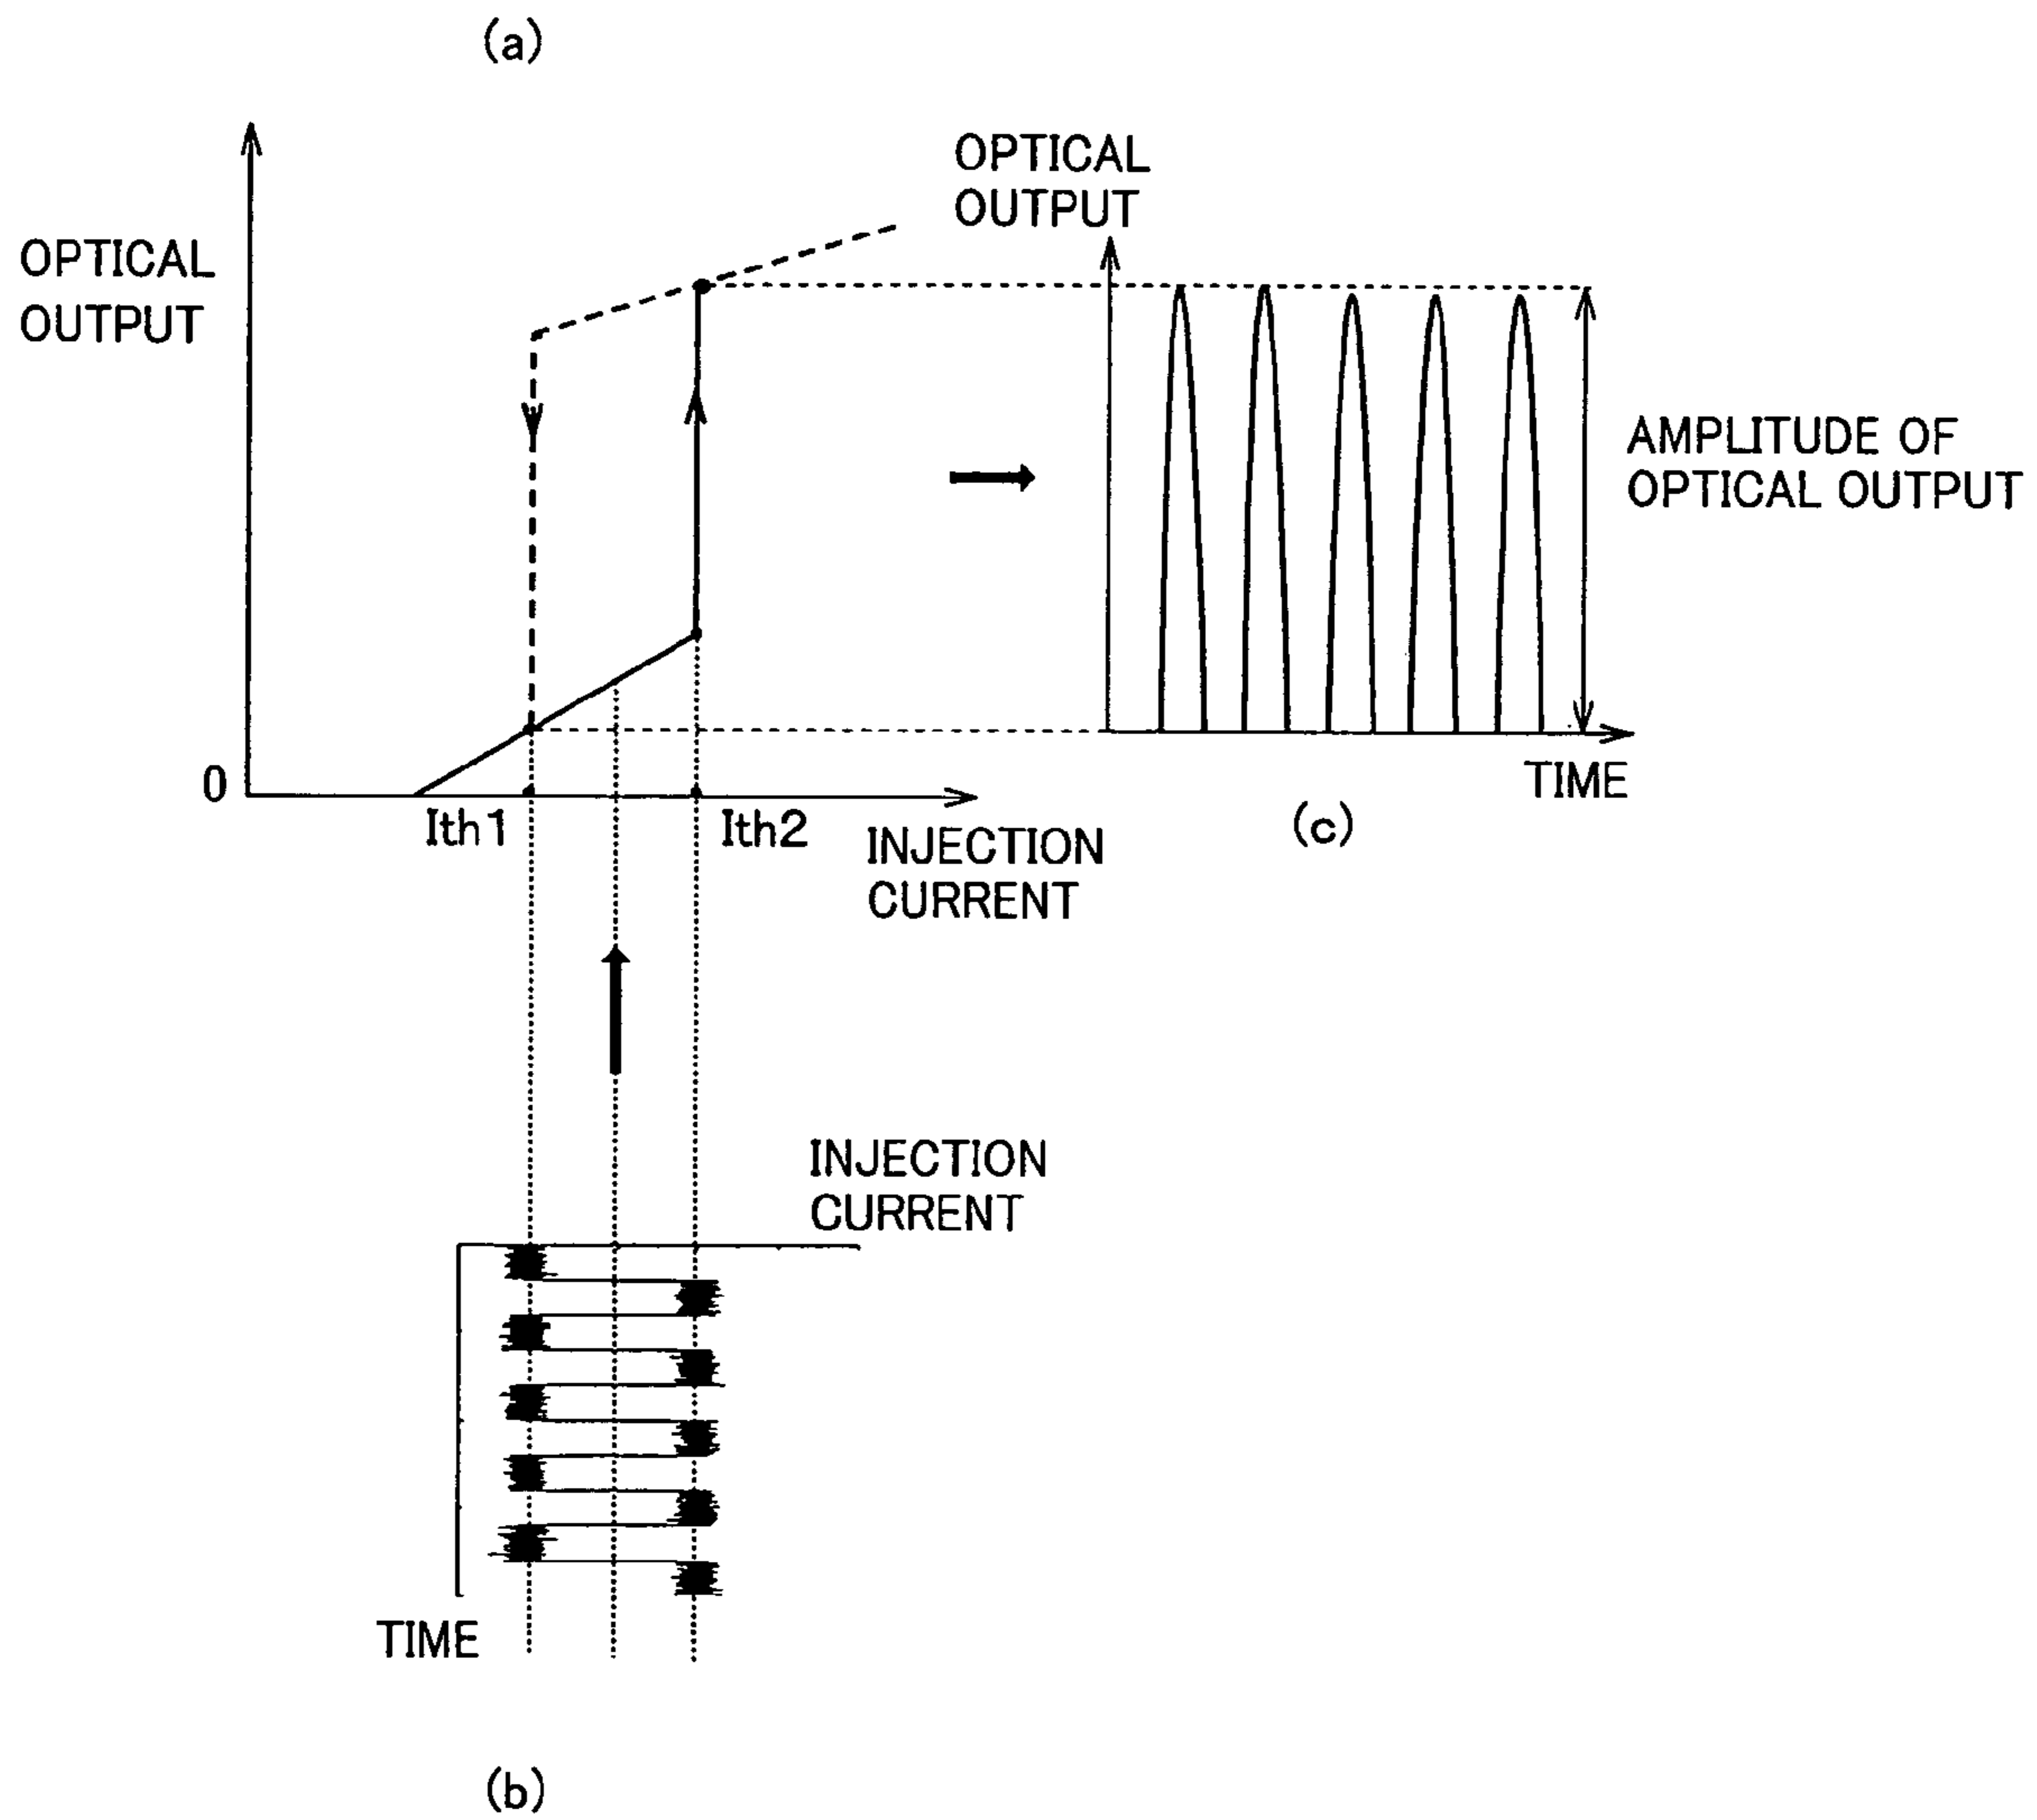 (a)
OPTICAL
OUTPUT
OPTICAL
OUTPUT
AMPLITUDE OF
OPTICAL OUTPUT
0
Ith1
Ith2
INJECTION
CURRENT
TIME
(c)
INJECTION
CURRENT
TIME
(b)